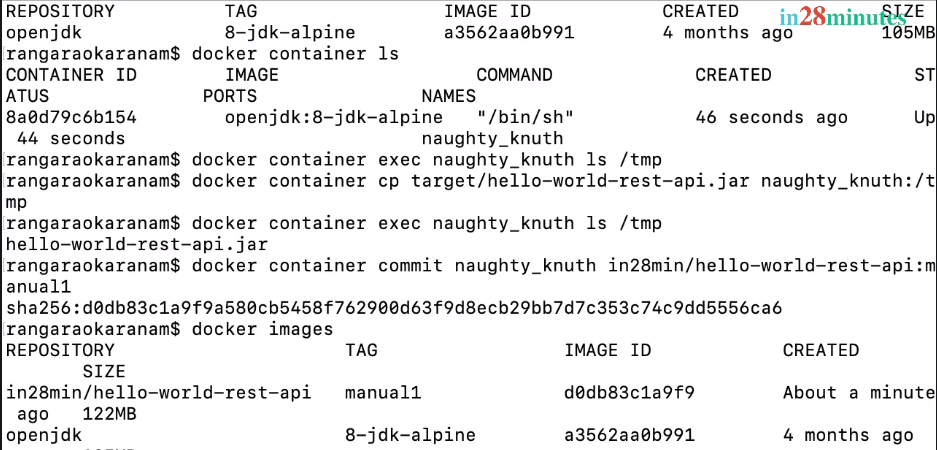 in28minutes
REPOSITORY TAG IMAGE ID CREATED SIZE
openjdk 8-jdk-alpine a3562aa0b991 4 months ago 105MB
rangaraokaranam$ docker container ls
CONTAINER ID IMAGE COMMAND CREATED ST
ATUS PORTS NAMES
8a0d79c6b154 openjdk:8-jdk-alpine "/bin/sh" 46 seconds ago Up
44 seconds naughty_knuth
rangaraokaranam$ docker container exec naughty_knuth ls /tmp
rangaraokaranam$ docker container cp target/hello-world-rest-api.jar naughty_knuth:/t
mp
rangaraokaranam$ docker container exec naughty_knuth ls /tmp
hello-world-rest-api.jar
rangaraokaranam$ docker container commit naughty_knuth in28min/hello-world-rest-api:m
anual1
sha256:d0db83c1a9f9a580cb5458f762900d63f9d8ecb29bb7d7c353c74c9dd5556ca6
rangaraokaranam$ docker images
REPOSITORY TAG IMAGE ID CREATED
SIZE
in28min/hello-world-rest-api manual1 d0db83c1a9f9 About a minute
ago 122MB
openjdk 8-jdk-alpine a3562aa0b991 4 months ago